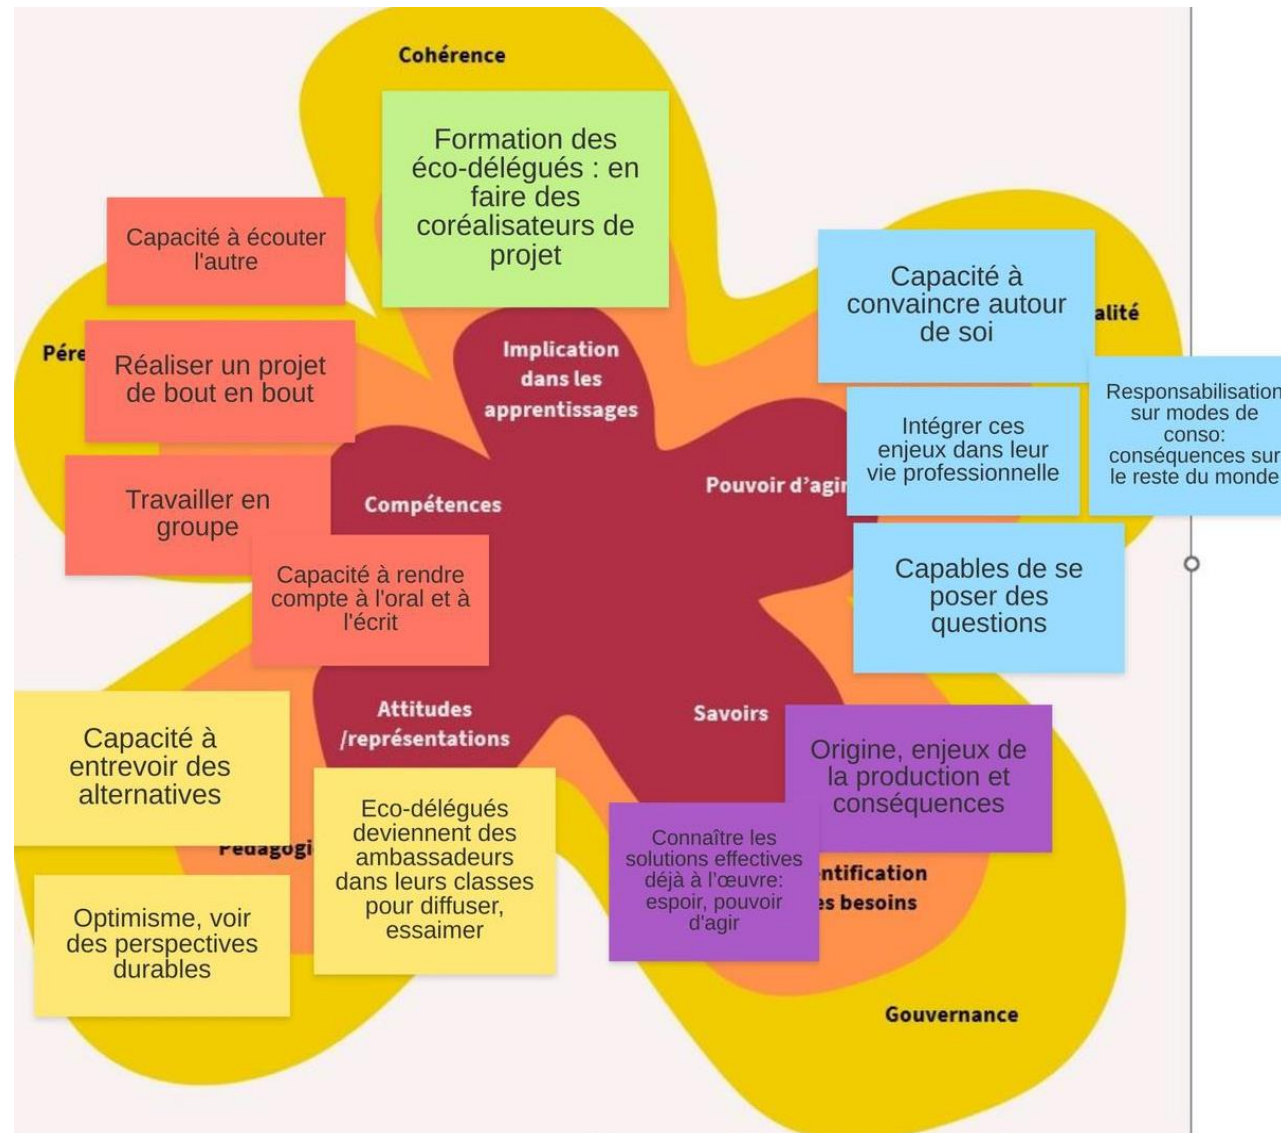 Cohérence
Formation des
éco-délégués : en
faire des
coréalisateurs de
projet
Capacité à écouter
l'autre
Réaliser un projet
de bout en bout
Travailler en
groupe
Capacité à rendre
compte à l'oral et à
l'écrit
Implication
dans les
apprentissages
Compétences
Pouvoir d'agir
Capacité à
convaincre autour
de soi
alité
Intégrer ces
enjeux dans leur
vie professionnelle
Responsabilisation
sur modes de
conso:
conséquences sur
le reste du monde
Capables de se
poser des
questions
Attitudes
/représentations
Savoirs
Capacité à
entrevoir des
alternatives
Optimisme, voir
des perspectives
durables
Eco-délégués
deviennent des
ambassadeurs
dans leurs classes
pour diffuser,
essaimer
Origine, enjeux de
la production et
conséquences
Connaître les
solutions effectives
déjà à l'œuvre:
espoir, pouvoir
d'agir
besoins
Gouvernance